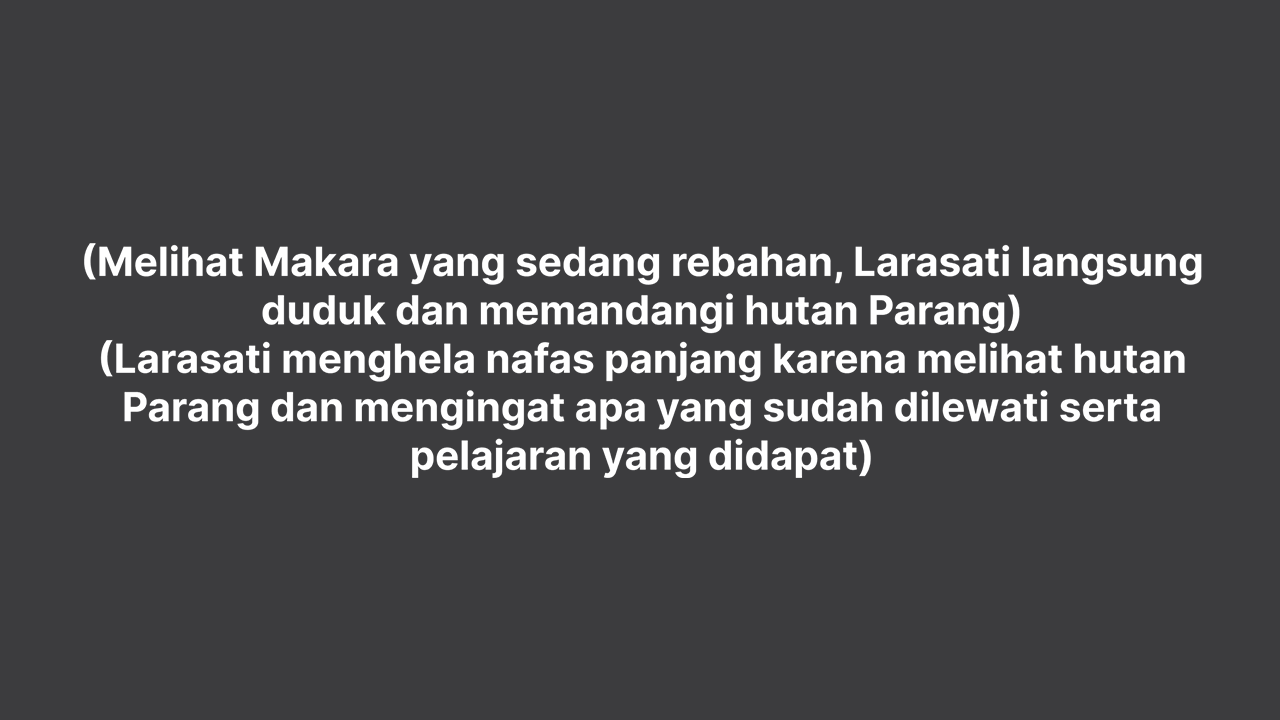 (Melihat Makara yang sedang rebahan, Larasati langsung
duduk dan memandangi hutan Parang)
(Larasati menghela nafas panjang karena melihat hutan
Parang dan mengingat apa yang sudah dilewati serta
pelajaran yang didapat)